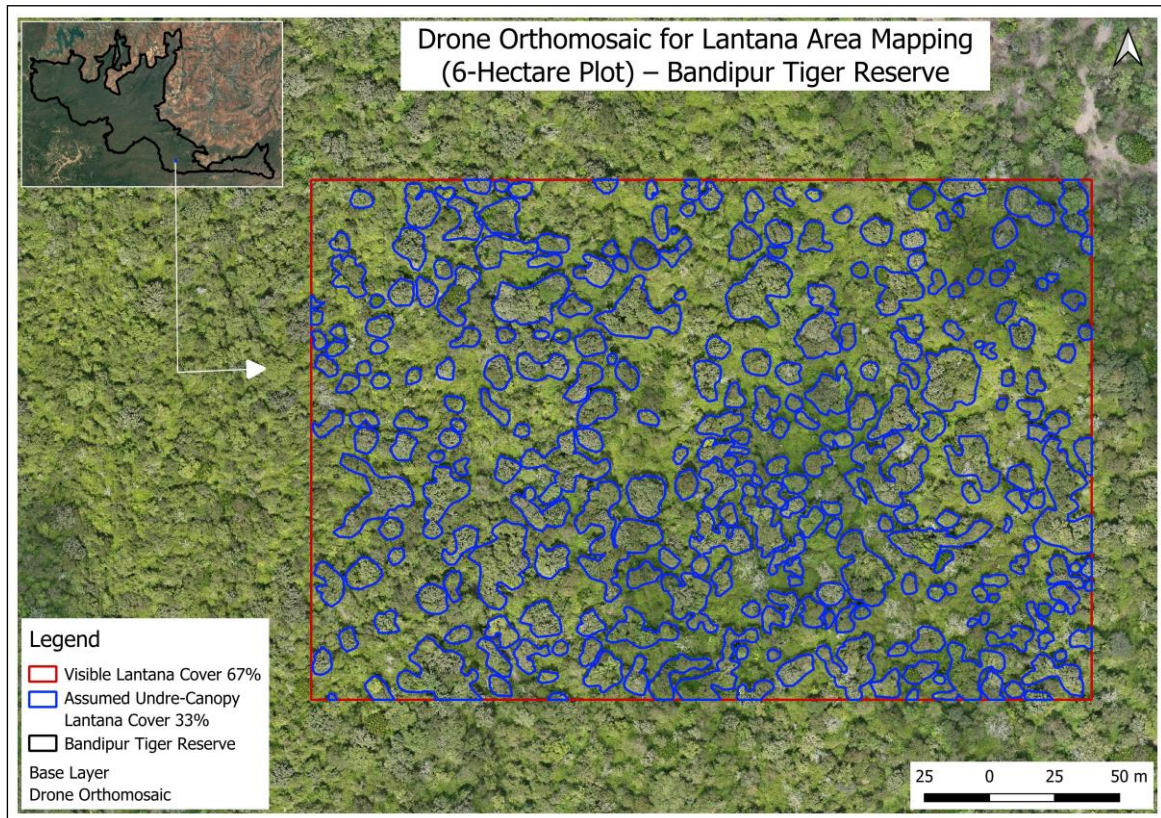 Drone Orthomosaic for Lantana Area Mapping
(6-Hectare Plot) – Bandipur Tiger Reserve
Legend
Visible Lantana Cover 67%
Assumed Undre-Canopy
Lantana Cover 33%
Bandipur Tiger Reserve
Base Layer
Drone Orthomosaic
25 0 25 50 m